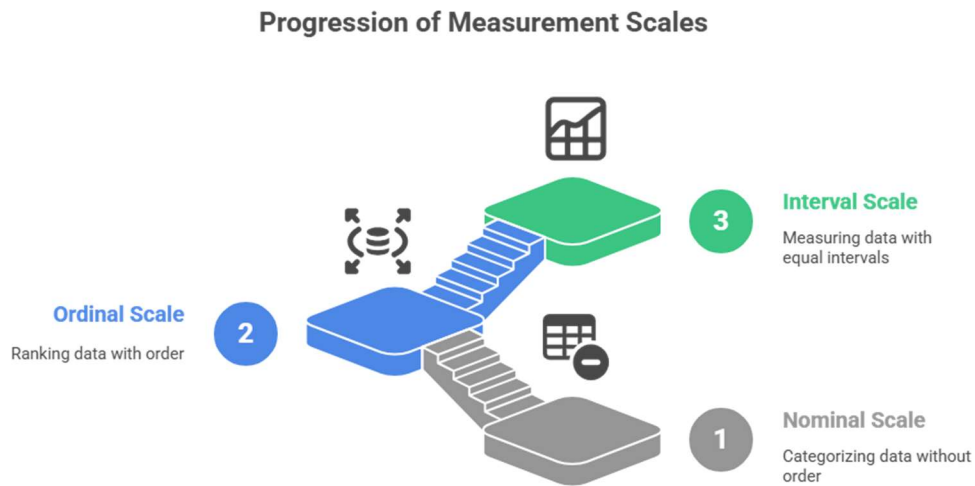 Progression of Measurement Scales
3
Interval Scale
Measuring data with
equal intervals
Ordinal Scale
2
Ranking data with order
1
Nominal Scale
Categorizing data without
order